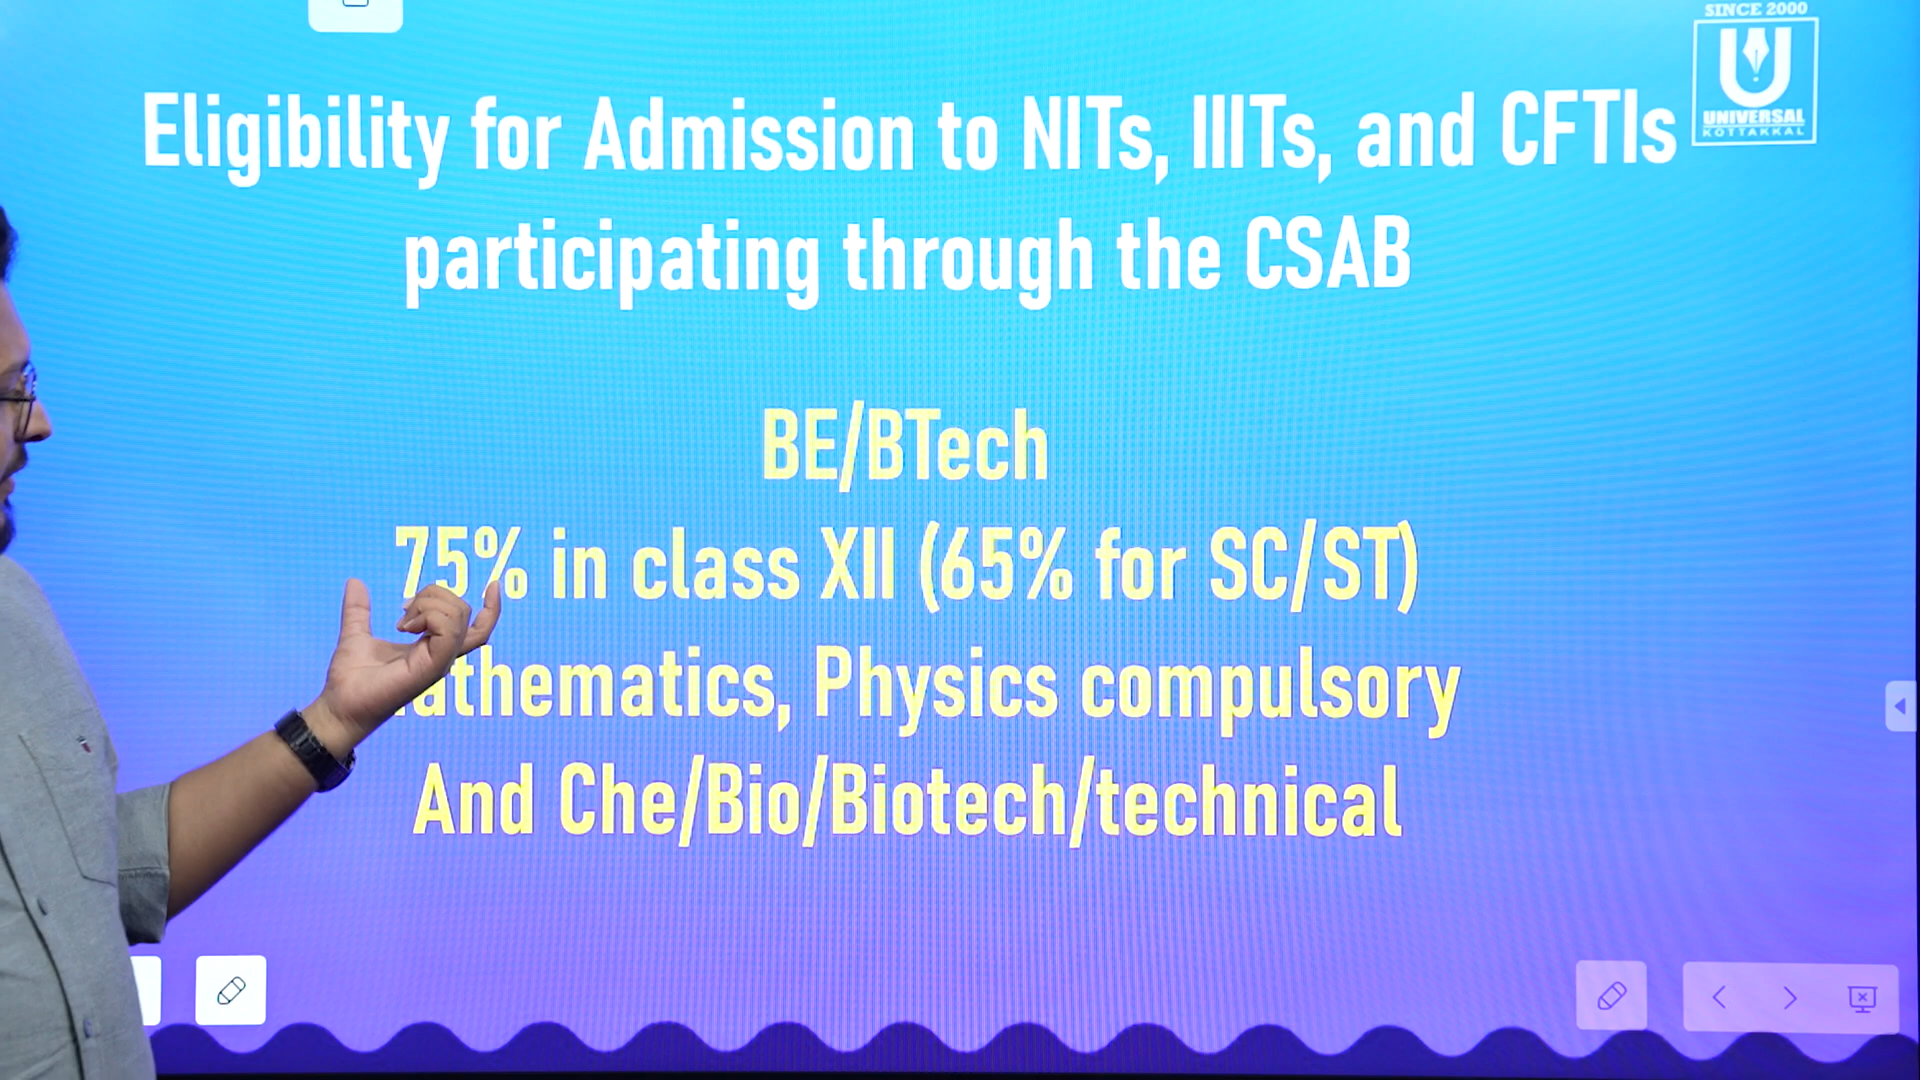 SINCE 2000
UNIVERSAL
KOTTAKKAL
Eligibility for Admission to NITs, IIITs, and CFTIs
participating through the CSAB
BE/BTech
75% in class XII (65% for SC/ST)
Physics compulsory
And Che/Bio/Biotech/technical